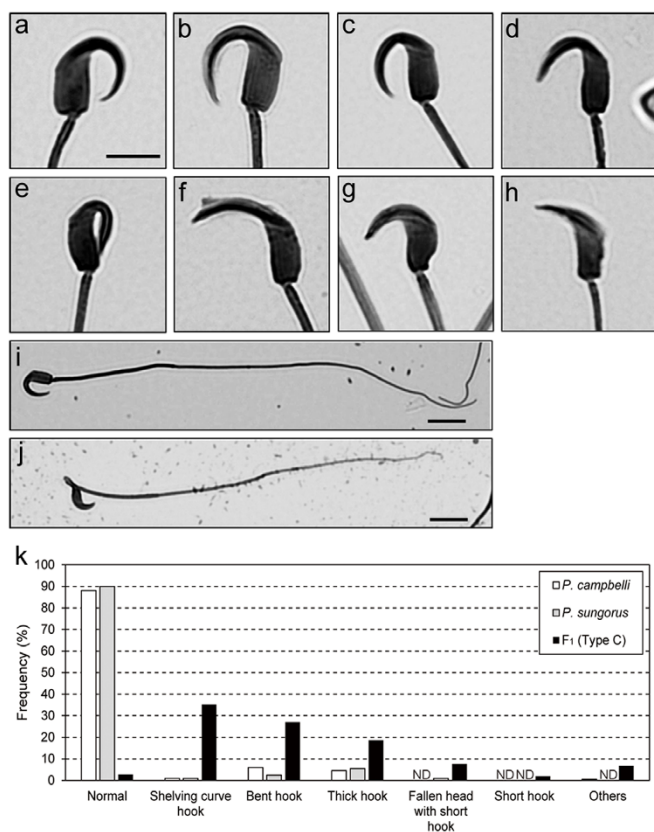 a
b
c
d
e
f
g
h
i
j
k
100
90
80
70
60
50
40
30
20
10
0
Frequency (%)
P. campbelli
P. sungorus
F1 (Type C)
ND
ND ND
ND
Normal
Shelving curve
hook
Bent hook
Thick hook
Fallen head
with short
hook
Short hook
Others